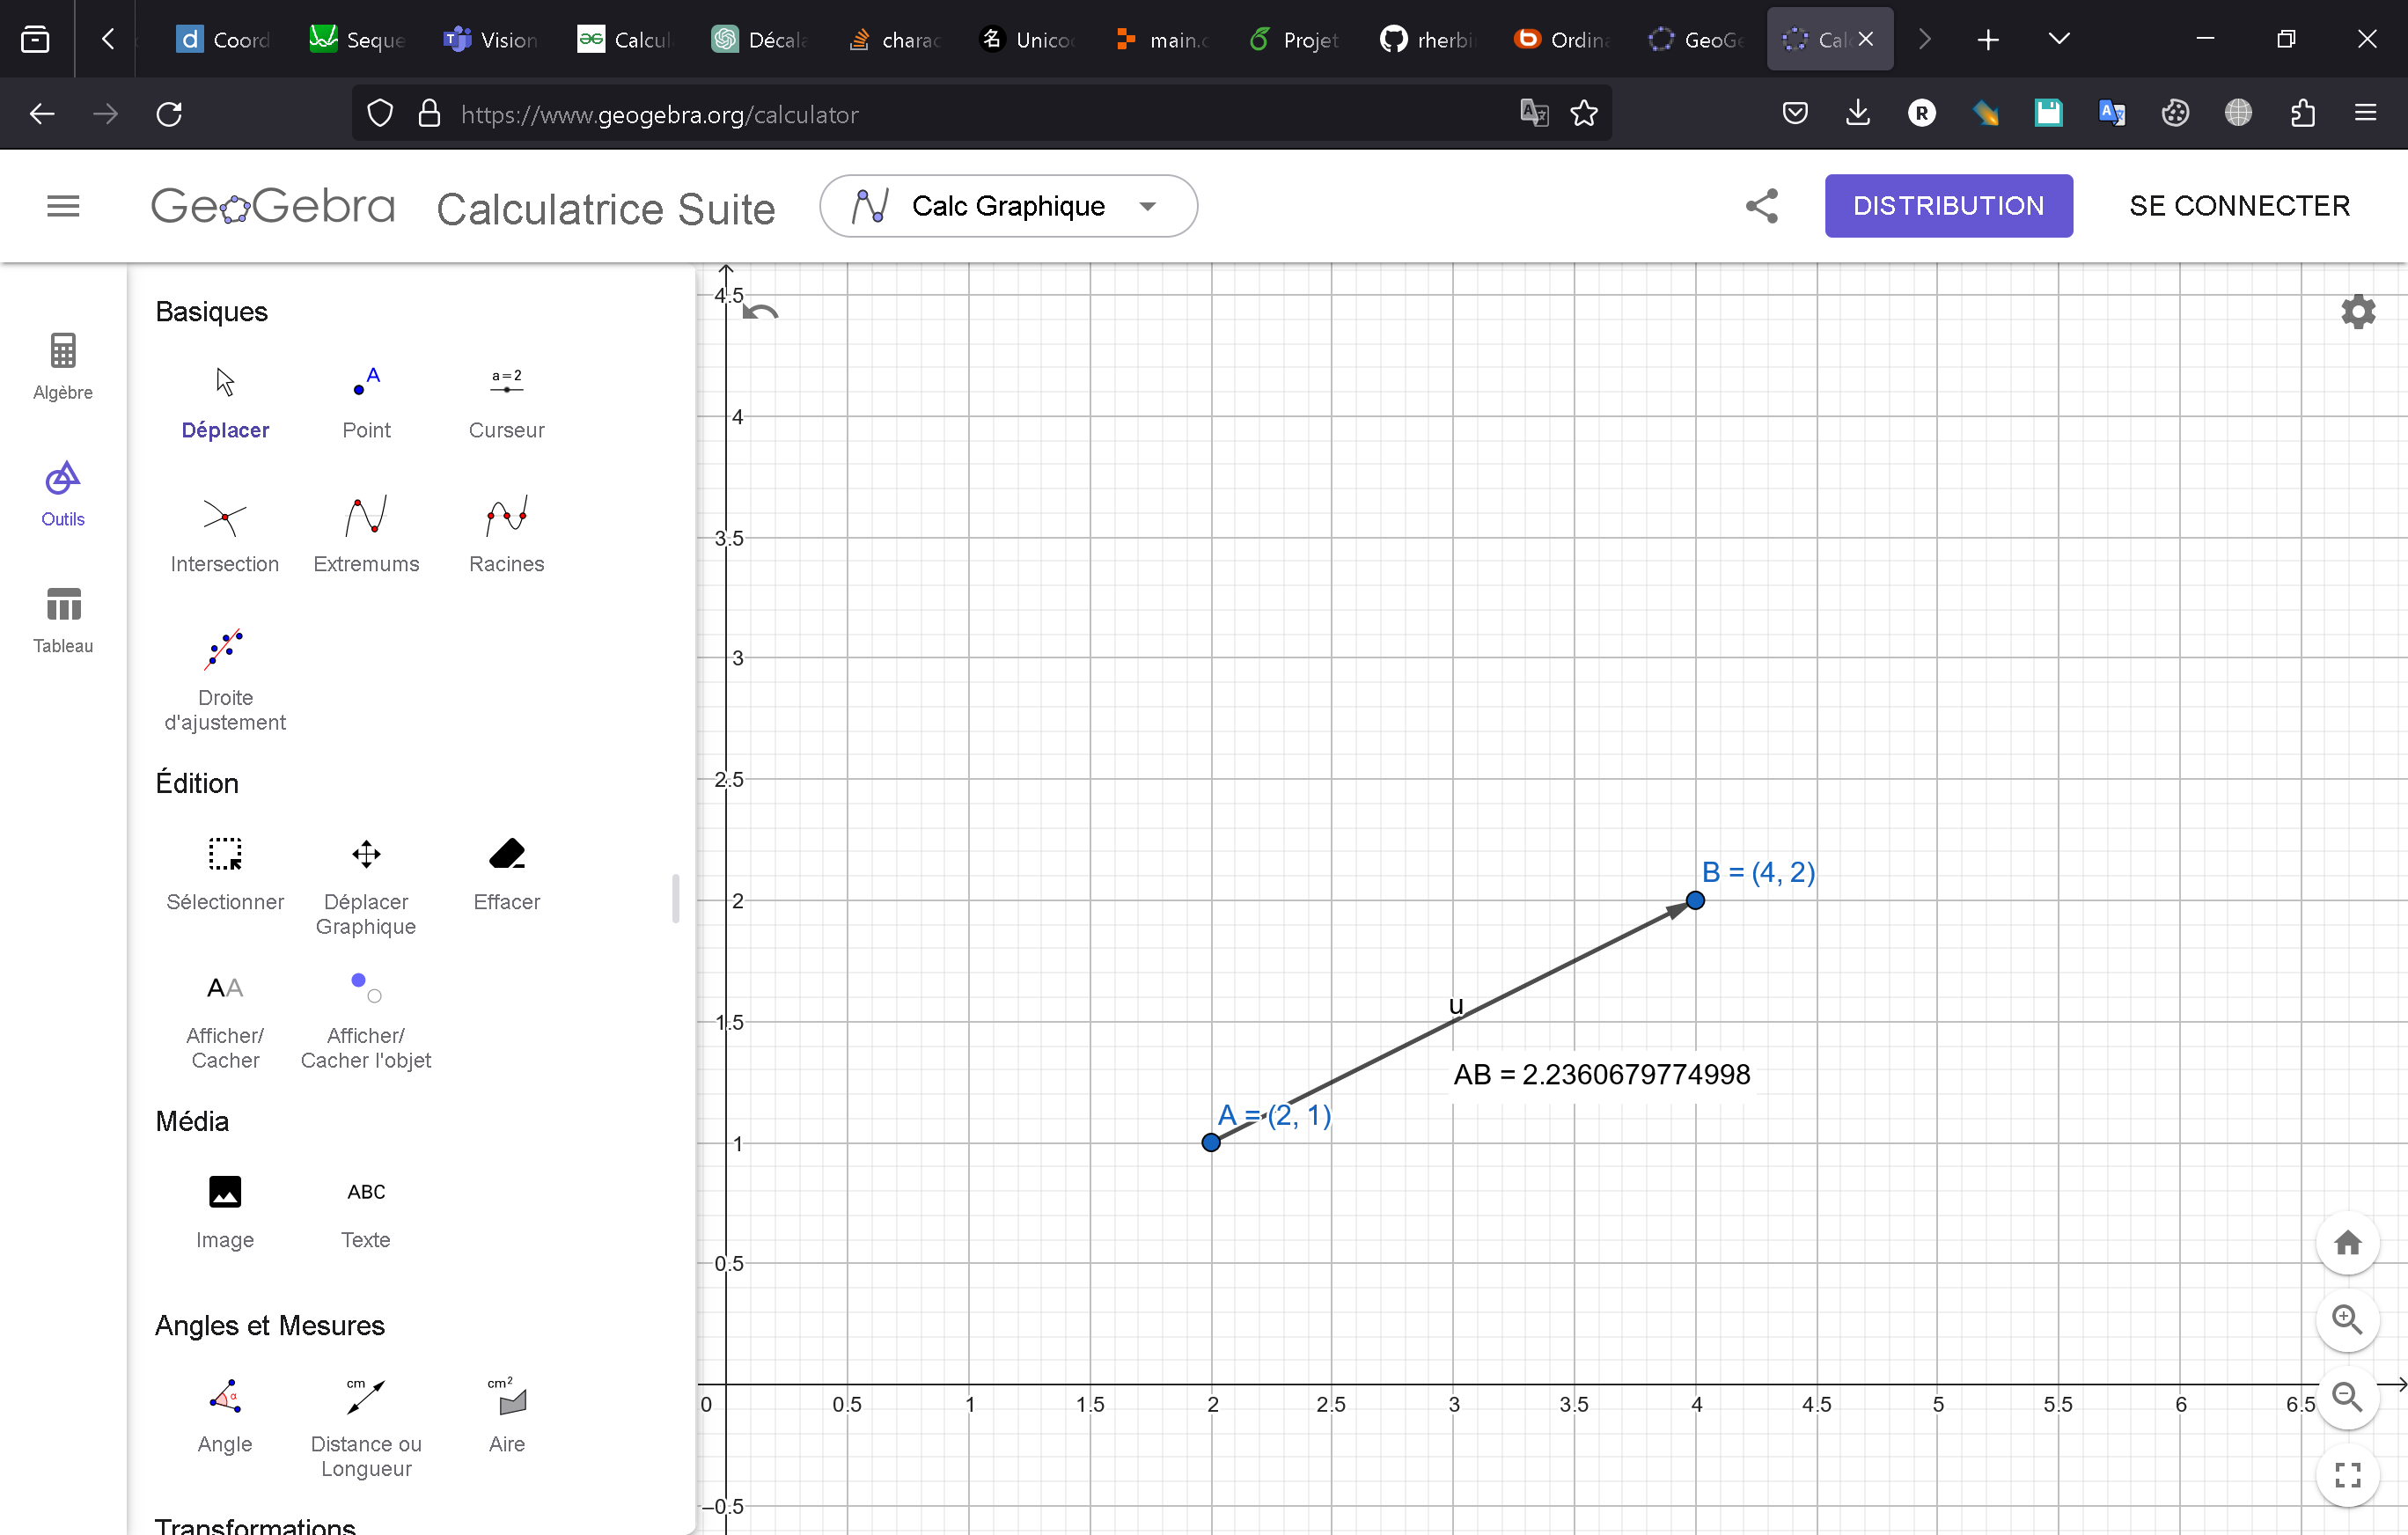 Coord Seque Vision Calcul Décala charac Unico main.c Projet rherbi Ordina GeoGe Calc
https://www.geogebra.org/calculator
GeoGebra Calculatrice Suite Calc Graphique DISTRIBUTION SE CONNECTER
Algèbre
Outils
Tableau
Basiques
Déplacer Point Curseur
A
a=2
Intersection Extremums Racines
Droite
d'ajustement
Édition
Sélectionner Déplacer Graphique Effacer
AA
Afficher/ Cacher Afficher/ Cacher l'objet
Média
ABC
Image Texte
Angles et Mesures
α cm cm²
Angle Distance ou Longueur Aire
Transformations
4.5
4
3.5
3
2.5
2
1.5
1
0.5
–0.5
0 0.5 1 1.5 2 2.5 3 3.5 4 4.5 5 5.5 6 6.5
B = (4, 2)
u
AB = 2.2360679774998
A = (2, 1)